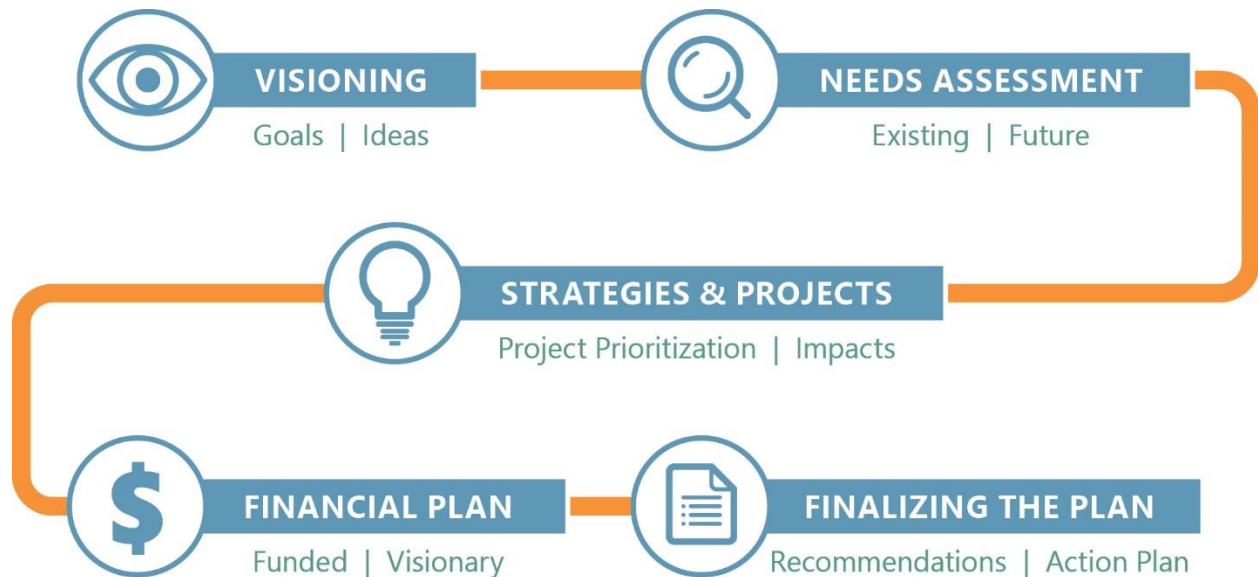 VISIONING
Goals | Ideas
NEEDS ASSESSMENT
Existing | Future
STRATEGIES & PROJECTS
Project Prioritization | Impacts
$
FINANCIAL PLAN
Funded | Visionary
FINALIZING THE PLAN
Recommendations | Action Plan